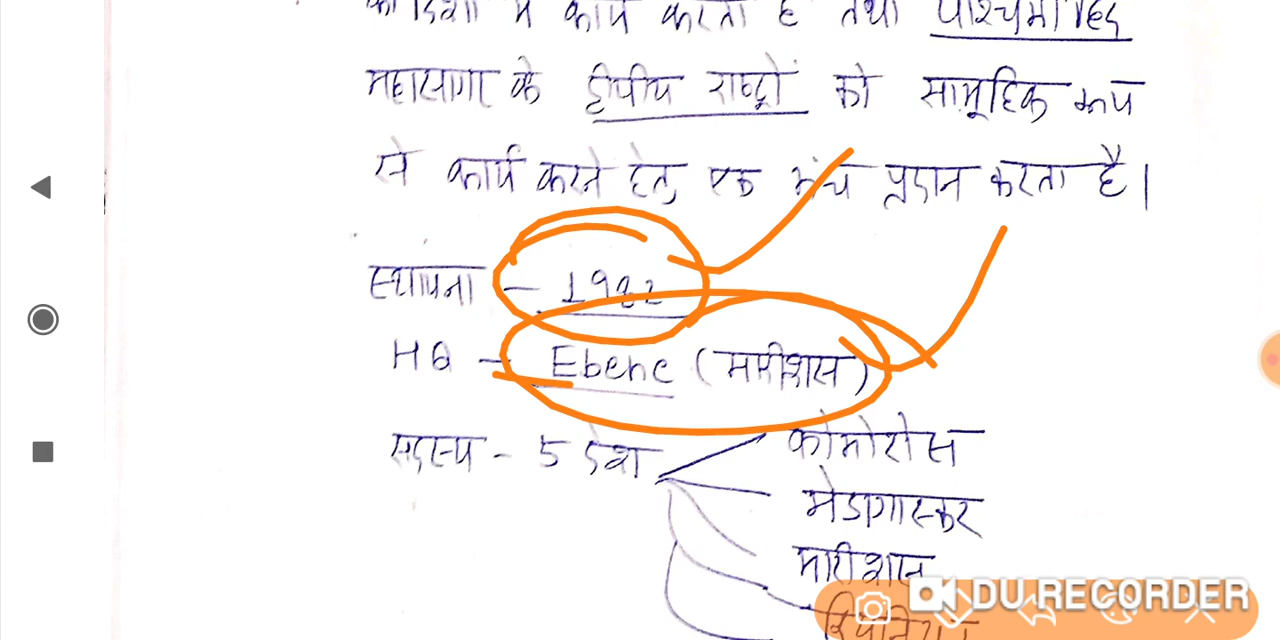 की दिशा में कार्य करता है तथा पश्चिमी हिंद
महासागर के द्वीपीय राष्ट्रों को सामूहिक रूप
से कार्य करने हेतु एक मंच प्रदान करता है।
स्थापना - 1982
HQ - Ebene (मॉरीशस)
सदस्य - 5 देश
कोमोरोस
मेडागास्कर
मारीशस
DU RECORDER